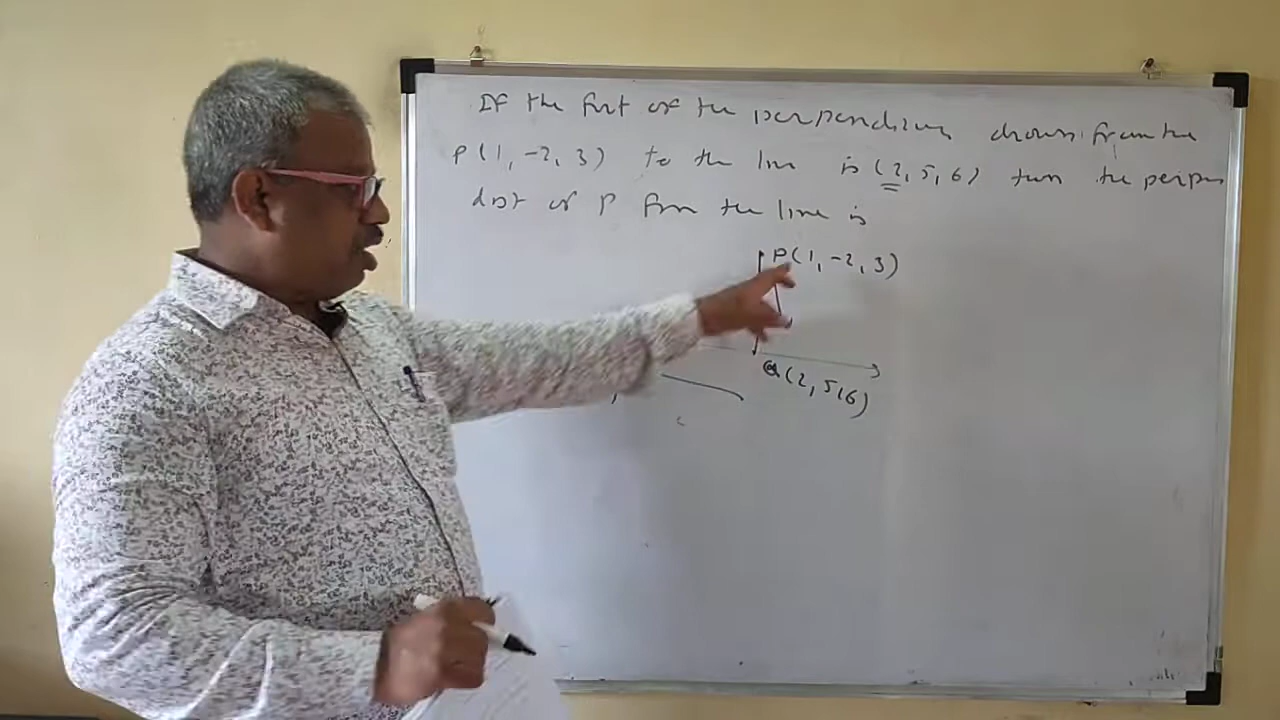 If the foot of the perpendicular drawn from the
P(1, -2, 3) to the line is (2, 5, 6) then the perpen
dist of P from the line is
P(1, -2, 3)
Q(2, 5, 6)